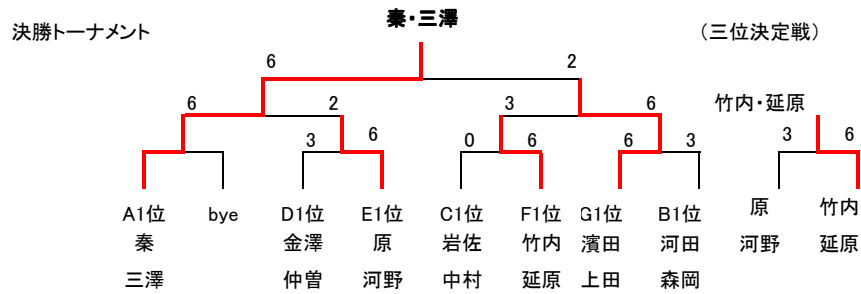 秦・三澤
決勝トーナメント
(三位決定戦)
6 2
6 2 3 6 竹内・延原
3 6 0 6 6 3 3 6
A1位 bye D1位 E1位 C1位 F1位 G1位 B1位 原 竹内
秦 金澤 原 岩佐 竹内 濱田 河田 河野 延原
三澤 仲曽 河野 中村 延原 上田 森岡